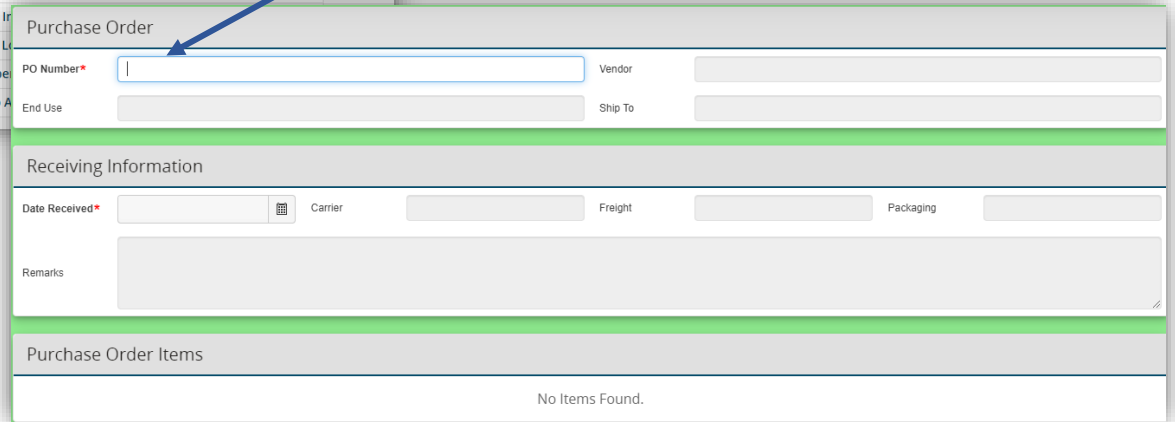 Purchase Order
PO Number*
Vendor
End Use
Ship To
Receiving Information
Date Received*
Carrier
Freight
Packaging
Remarks
Purchase Order Items
No Items Found.